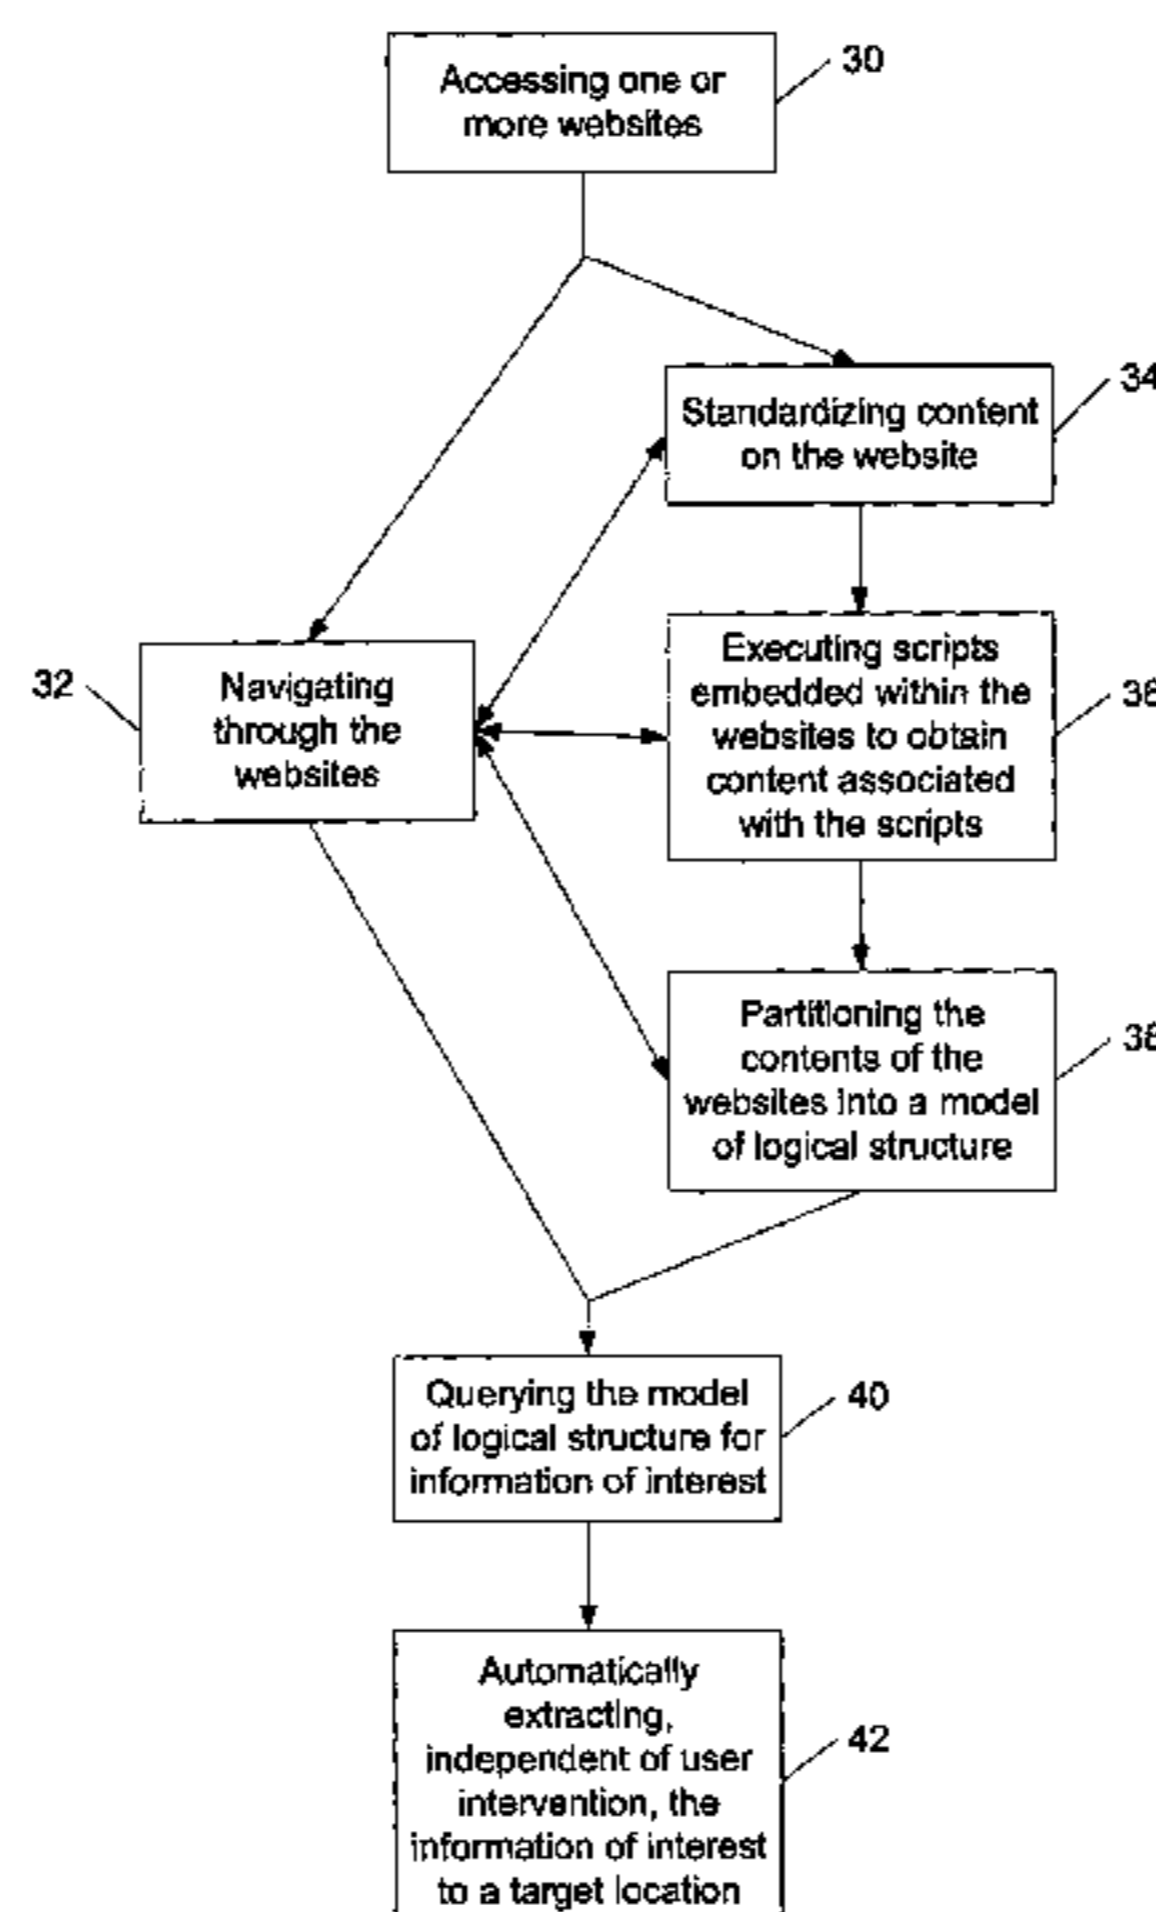 Accessing one or
more websites
30
Standardizing content
on the website
34
Navigating
through the
websites
32
Executing scripts
embedded within the
websites to obtain
content associated
with the scripts
36
Partitioning the
contents of the
websites into a model
of logical structure
38
Querying the model
of logical structure for
information of interest
40
Automatically
extracting,
independent of user
intervention, the
information of interest
to a target location
42